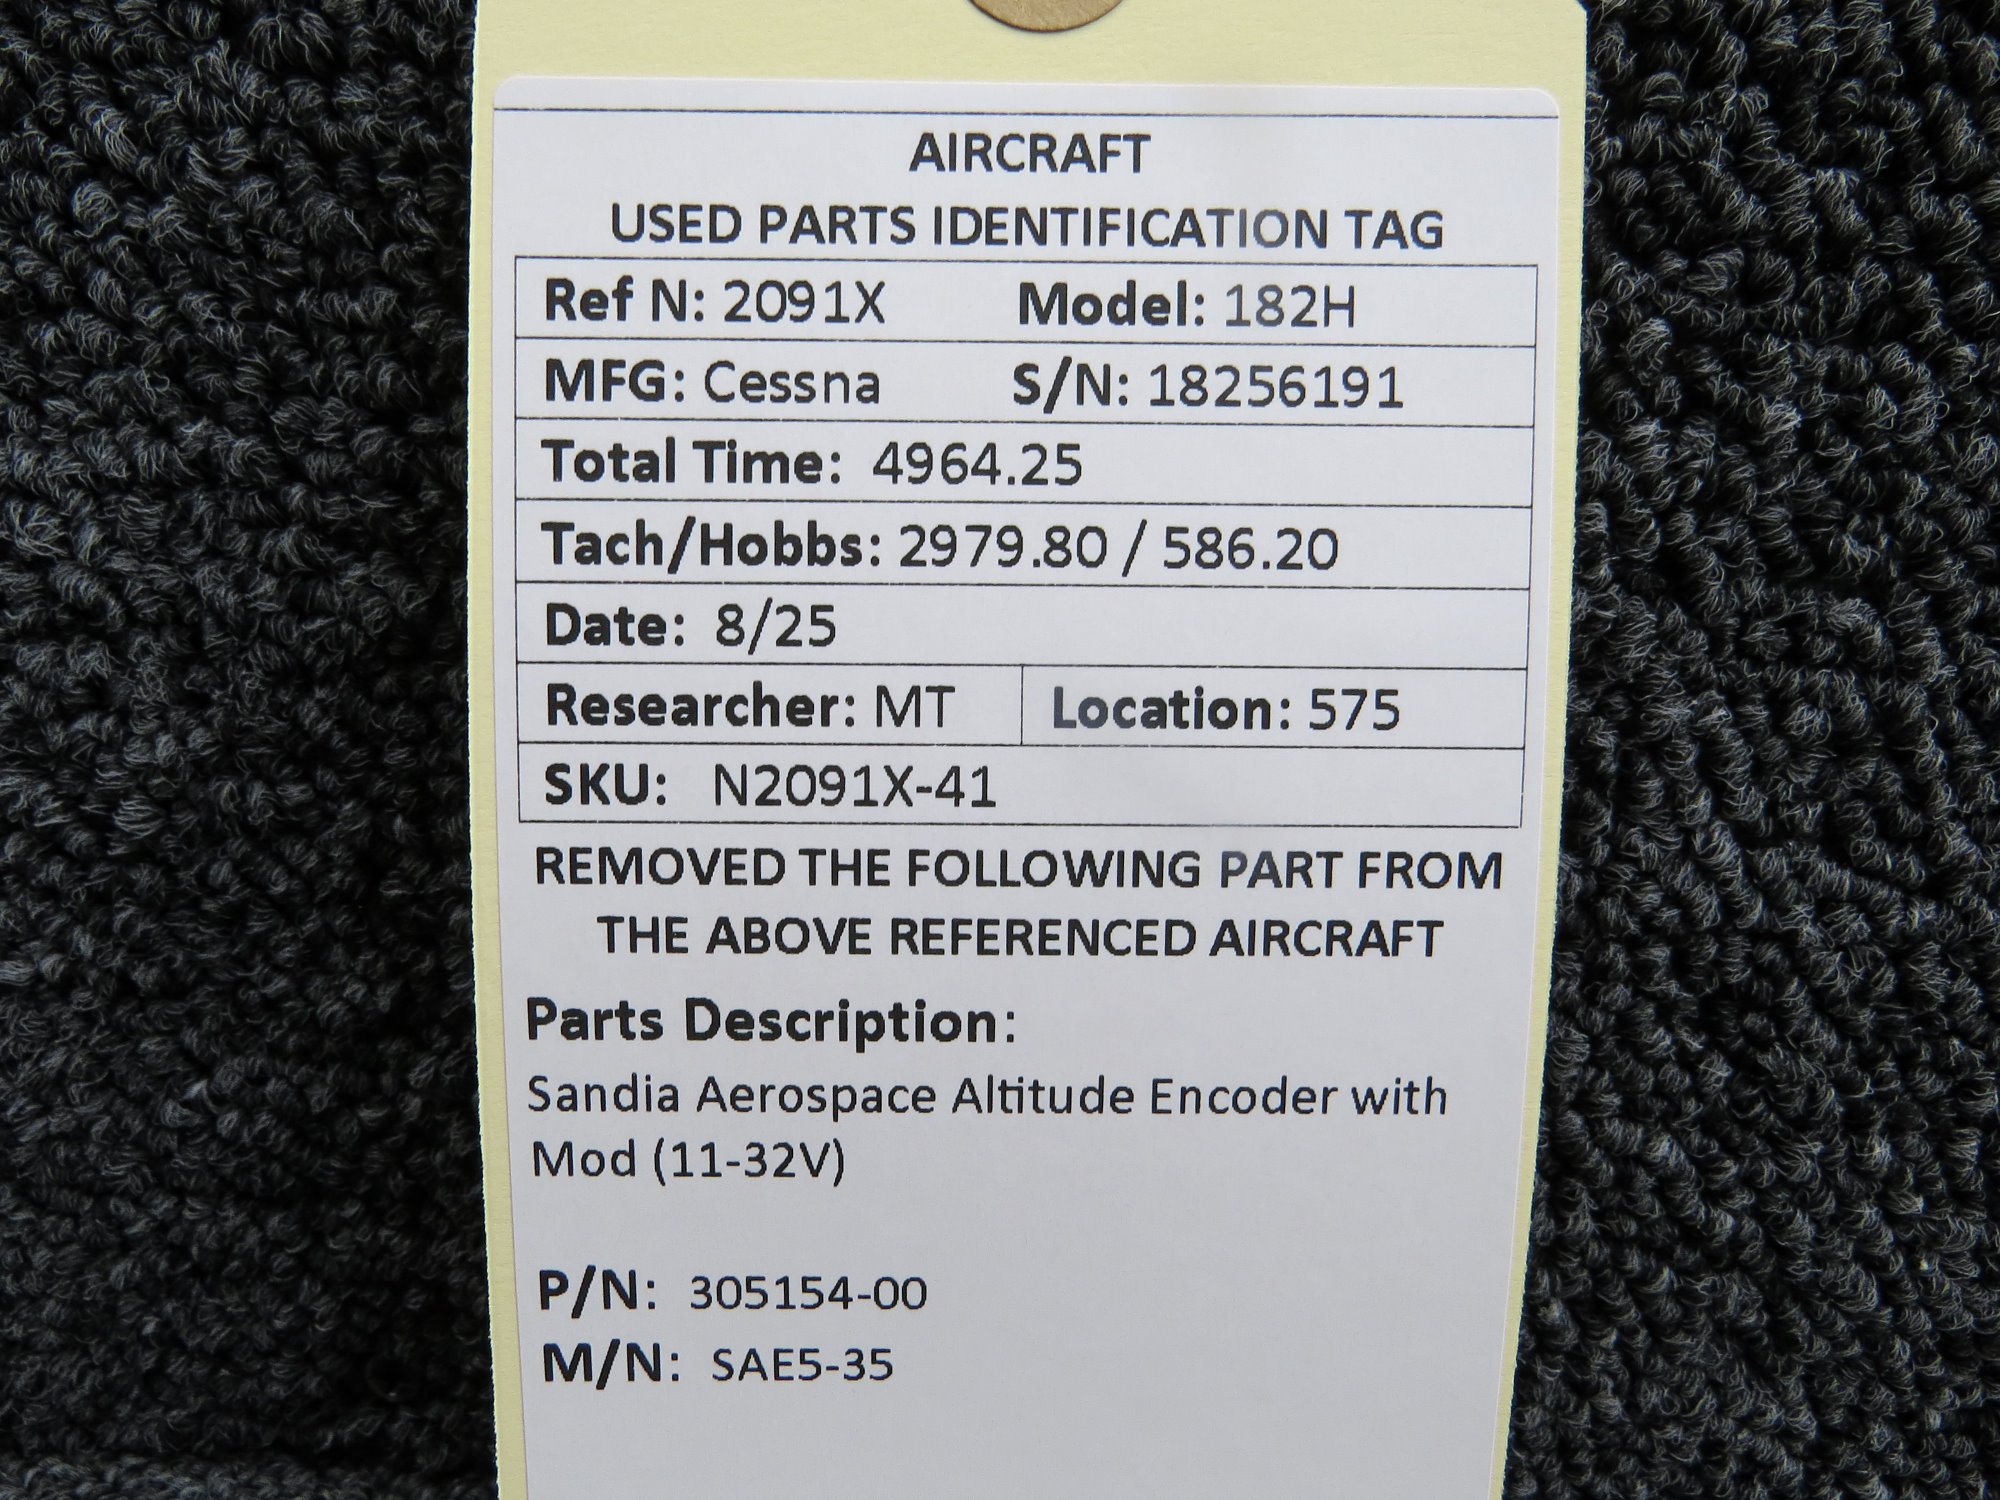 AIRCRAFT
USED PARTS IDENTIFICATION TAG
Ref N: 2091X Model: 182H
MFG: Cessna S/N: 18256191
Total Time: 4964.25
Tach/Hobbs: 2979.80 / 586.20
Date: 8/25
Researcher: MT Location: 575
SKU: N2091X-41
REMOVED THE FOLLOWING PART FROM
THE ABOVE REFERENCED AIRCRAFT
Parts Description:
Sandia Aerospace Altitude Encoder with
Mod (11-32V)
P/N: 305154-00
M/N: SAE5-35